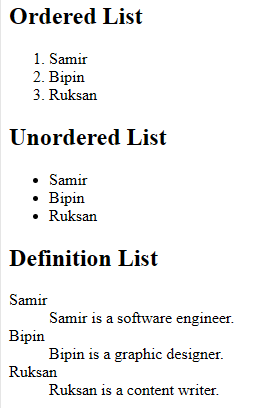 Ordered List
1. Samir
2. Bipin
3. Ruksan
Unordered List
• Samir
• Bipin
• Ruksan
Definition List
Samir
Samir is a software engineer.
Bipin
Bipin is a graphic designer.
Ruksan
Ruksan is a content writer.